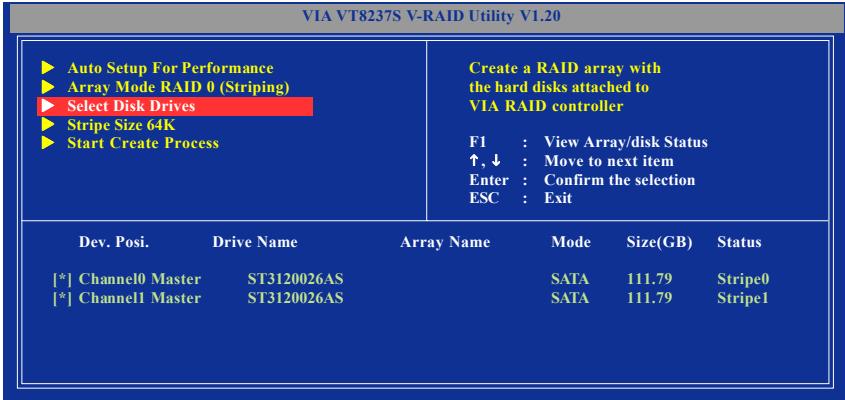 VIA VT8237S V-RAID Utility V1.20
Auto Setup For Performance
Array Mode RAID 0 (Striping)
Select Disk Drives
Stripe Size 64K
Start Create Process
Create a RAID array with
the hard disks attached to
VIA RAID controller
F1 : View Array/disk Status
↑, ↓ : Move to next item
Enter : Confirm the selection
ESC : Exit
Dev. Posi. Drive Name Array Name Mode Size(GB) Status
[*] Channel0 Master ST3120026AS SATA 111.79 Stripe0
[*] Channel1 Master ST3120026AS SATA 111.79 Stripe1